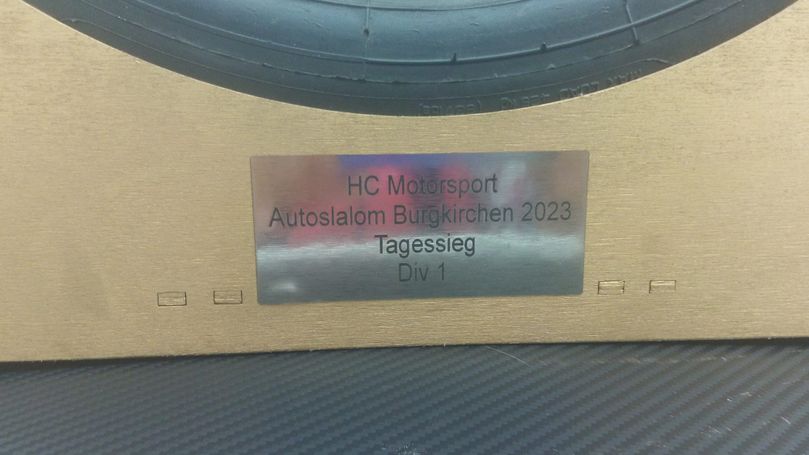 HC Motorsport
Autoslalom Burgkirchen 2023
Tagessieg
Div 1